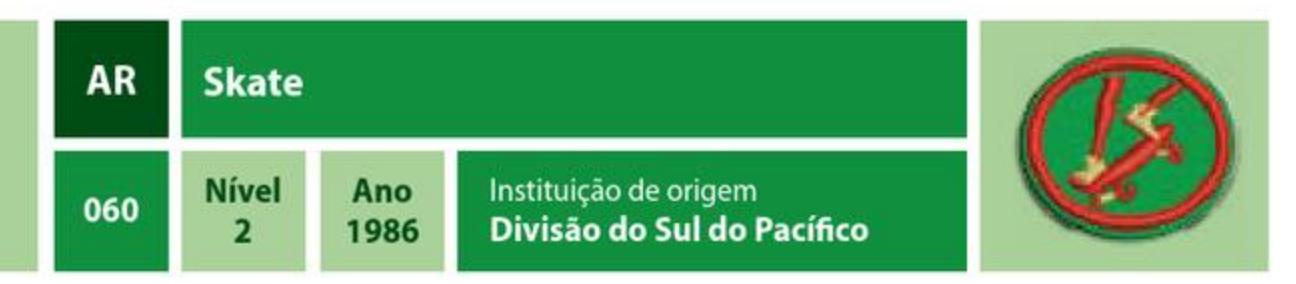 AR
Skate
060
Nível
2
Ano
1986
Instituição de origem
Divisão do Sul do Pacífico